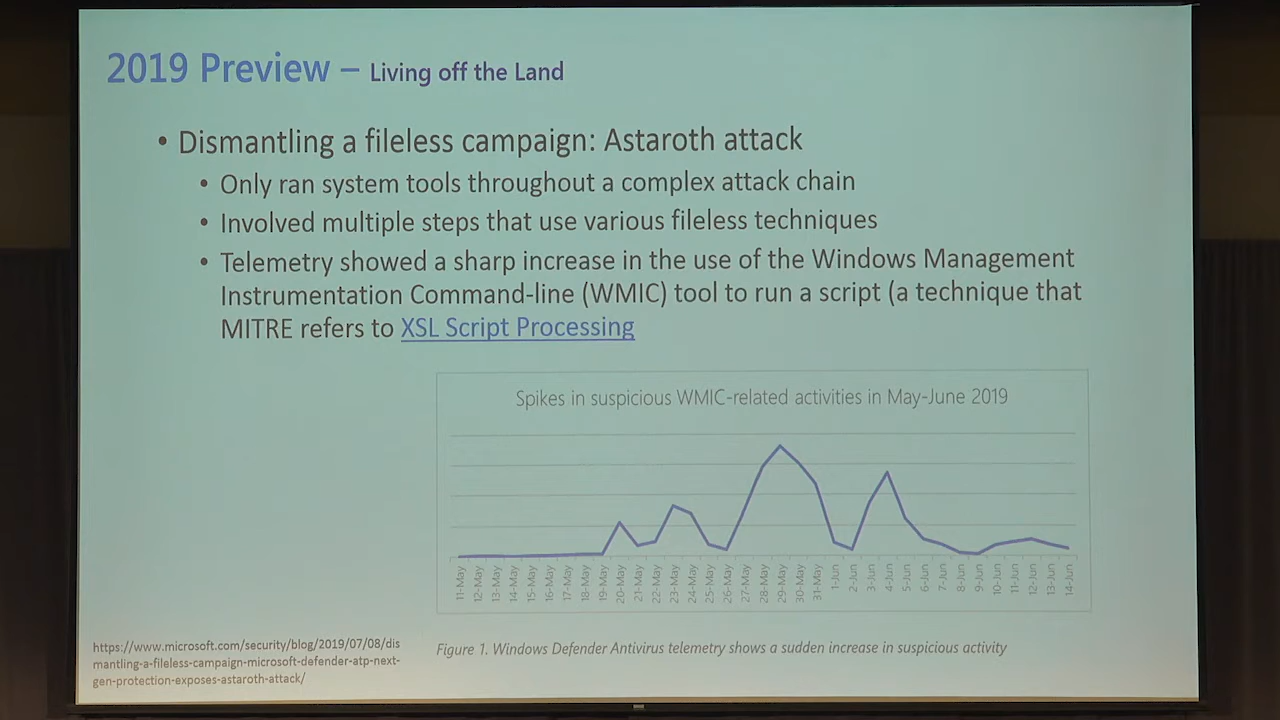 2019 Preview – Living off the Land
• Dismantling a fileless campaign: Astaroth attack
• Only ran system tools throughout a complex attack chain
• Involved multiple steps that use various fileless techniques
• Telemetry showed a sharp increase in the use of the Windows Management
Instrumentation Command-line (WMIC) tool to run a script (a technique that
MITRE refers to XSL Script Processing
Spikes in suspicious WMIC-related activities in May-June 2019
11-May
12-May
13-May
14-May
15-May
16-May
17-May
18-May
19-May
20-May
21-May
22-May
23-May
24-May
25-May
26-May
27-May
28-May
29-May
30-May
31-May
1-Jun
2-Jun
3-Jun
4-Jun
5-Jun
6-Jun
7-Jun
8-Jun
9-Jun
10-Jun
11-Jun
12-Jun
13-Jun
14-Jun
https://www.microsoft.com/security/blog/2019/07/08/dis
mantling-a-fileless-campaign-microsoft-defender-atp-next-
gen-protection-exposes-astaroth-attack/
Figure 1. Windows Defender Antivirus telemetry shows a sudden increase in suspicious activity